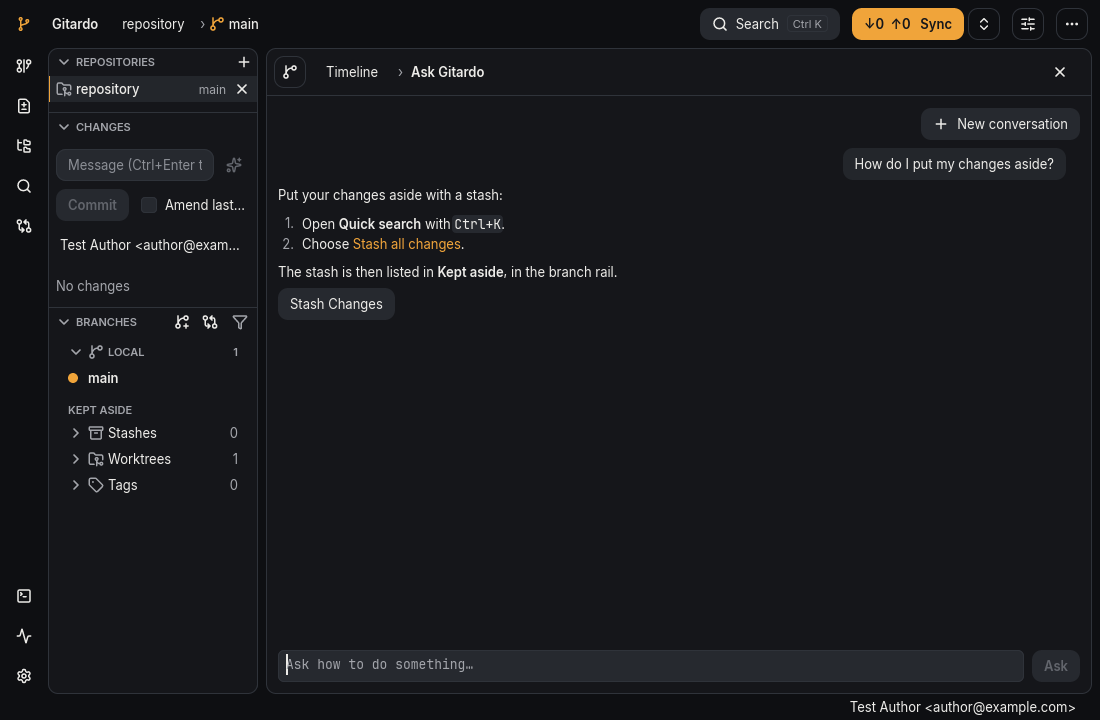 Gitardo repository › main
Search Ctrl K
↓0 ↑0 Sync
REPOSITORIES
repository main
CHANGES
Message (Ctrl+Enter t
Commit Amend last...
Test Author <author@exam...
No changes
BRANCHES
LOCAL 1
main
KEPT ASIDE
Stashes 0
Worktrees 1
Tags 0
Timeline › Ask Gitardo
New conversation
How do I put my changes aside?
Put your changes aside with a stash:
1. Open Quick search with Ctrl+K.
2. Choose Stash all changes.
The stash is then listed in Kept aside, in the branch rail.
Stash Changes
Ask how to do something…
Ask
Test Author <author@example.com>